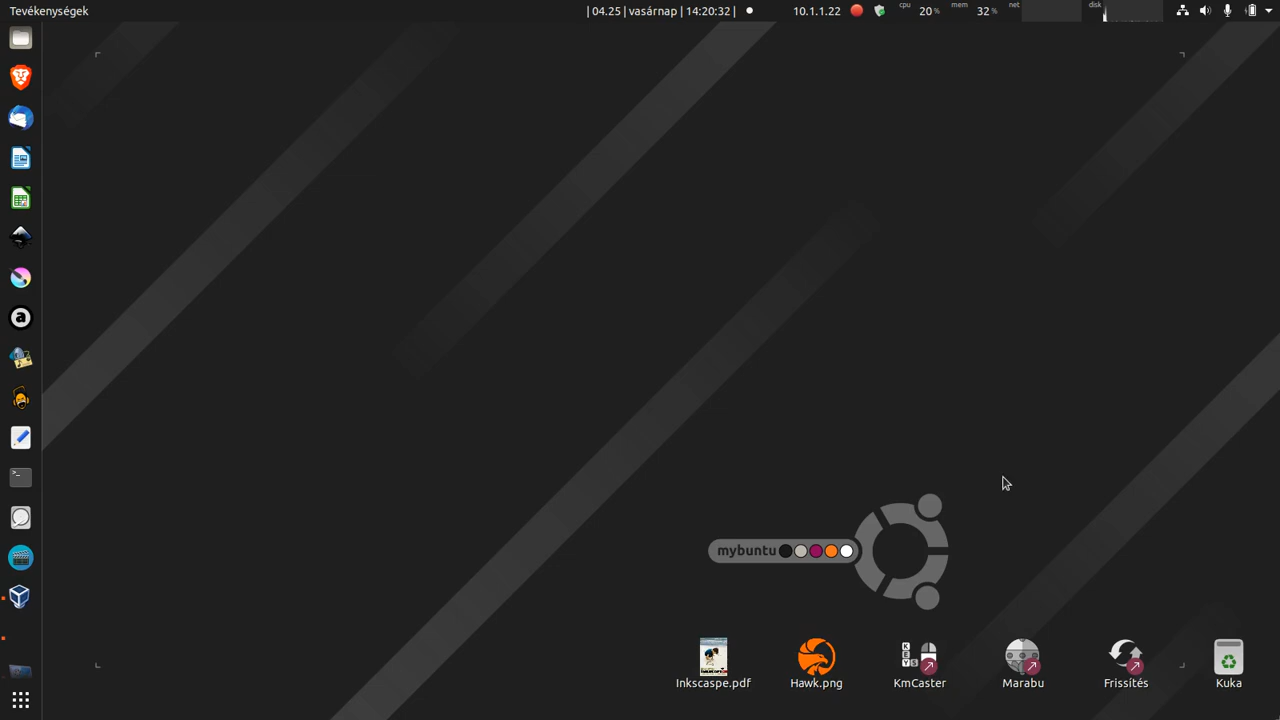 Tevékenységek
| 04.25 | vasárnap | 14:20:32 |
10.1.1.22
cpu 20 %
mem 32 %
net
disk
mybuntu
KEYS
Inkscaspe.pdf
Hawk.png
KmCaster
Marabu
Frissítés
Kuka